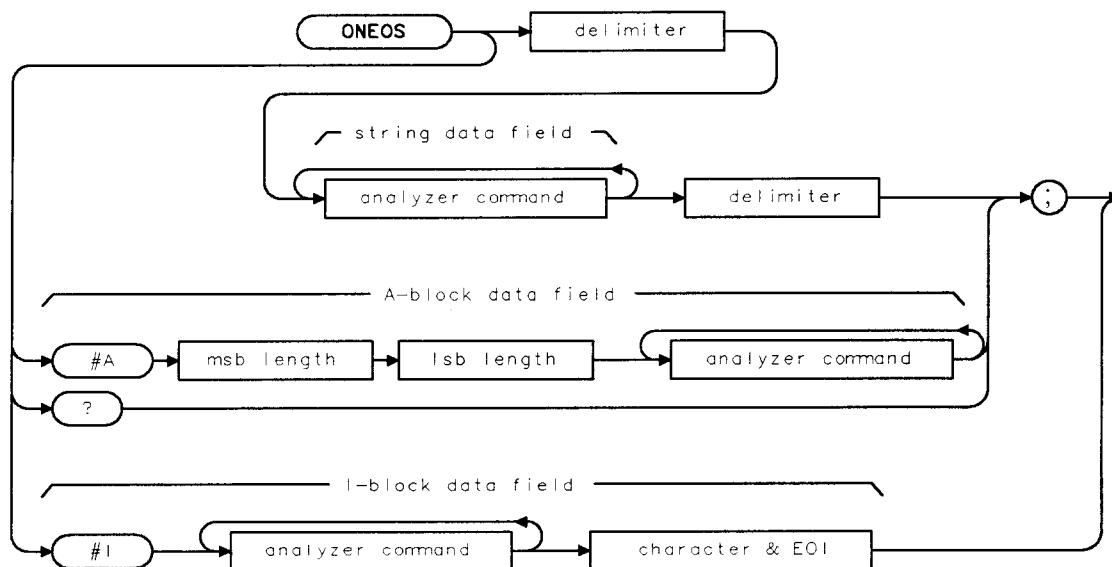 ONEOS delimiter
string data field
analyzer command delimiter ;
A-block data field
#A msb length lsb length analyzer command
?
I-block data field
#I analyzer command character & EOI